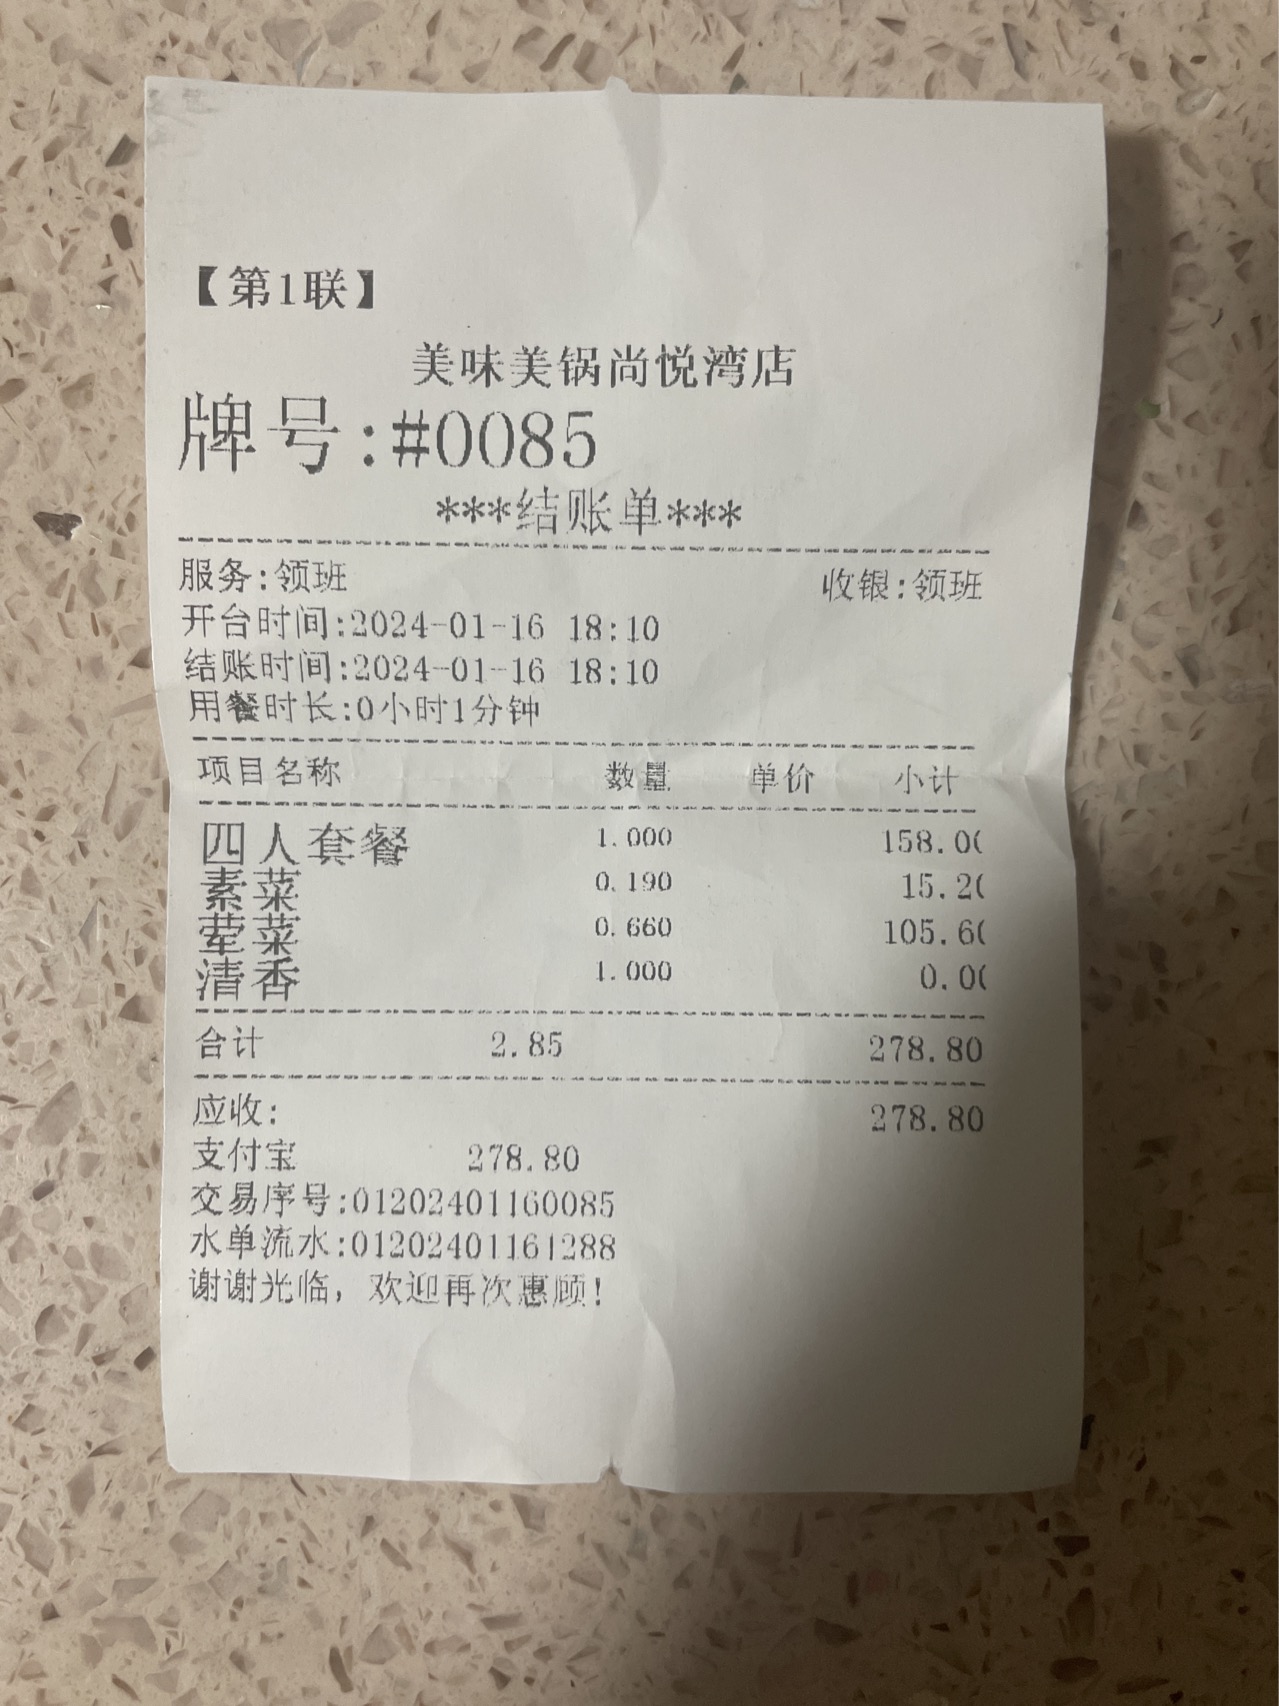 【第1联】
美味美锅尚悦湾店
牌号:#0085
***结账单***
服务:领班 收银:领班
开台时间:2024-01-16 18:10
结账时间:2024-01-16 18:10
用餐时长:0小时1分钟
项目名称 数量 单价 小计
四人套餐 1.000 158.0(
素菜 0.190 15.2(
荤菜 0.660 105.6(
清香 1.000 0.0(
合计 2.85 278.80
应收: 278.80
支付宝 278.80
交易序号:01202401160085
水单流水:01202401161288
谢谢光临，欢迎再次惠顾!